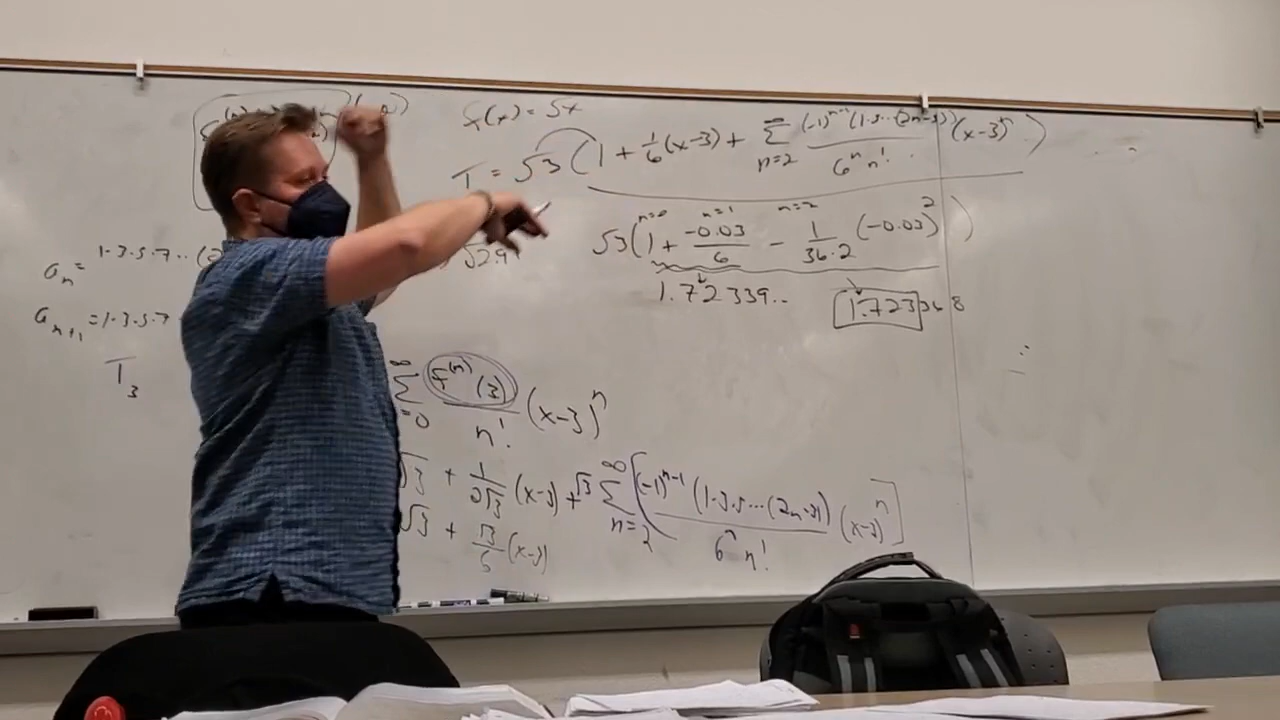 f(x) = √x
T = √3 (1 + 1/6 (x-3) + ∑_{n=2}^{∞} (-1)^{n-1} (1·3···(2n-3)) / 6^n n! (x-3)^n )
n=0 n=1 n=2
√3 ( 1 + -0.03/6 - 1/(36·2) (-0.03)^2 )
1.72339.. 1.723
a_n = 1·3·5·7··
a_{n+1} = 1·3·5·7
T_3
∑_{=0}^{∞} f^{(n)}(3) / n! (x-3)^n
√3 + 1/(2√3) (x-3) + √3 ∑_{n=2}^{∞} [ (-1)^{n-1} (1·3·5···(2n-3)) / 6^n n! (x-3)^n ]
√3 + √3/6 (x-3)